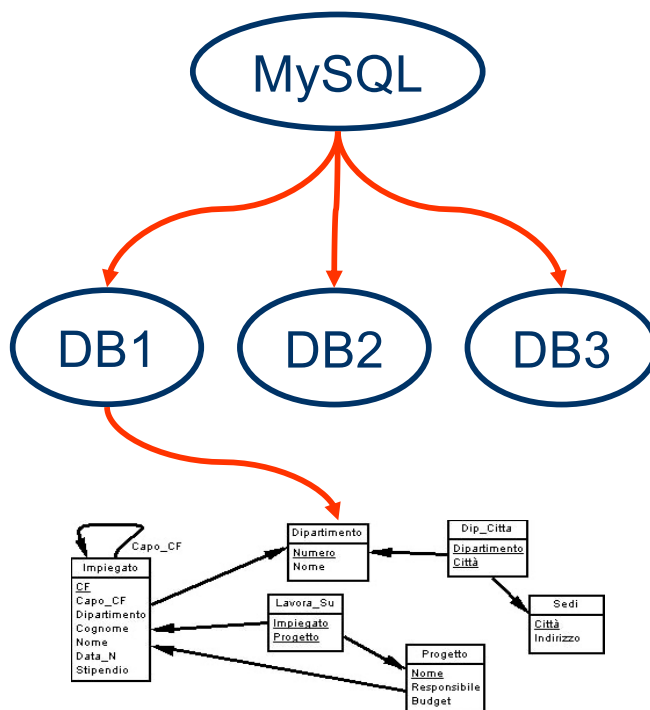 MySQL
DB1
DB2
DB3
Capo_CF
Impiegato
CF
Capo_CF
Dipartimento
Cognome
Nome
Data_N
Stipendio
Dipartimento
Numero
Nome
Lavora_Su
Impiegato
Progetto
Dip_Citta
Dipartimento
Città
Sedi
Città
Indirizzo
Progetto
Nome
Responsibile
Budget